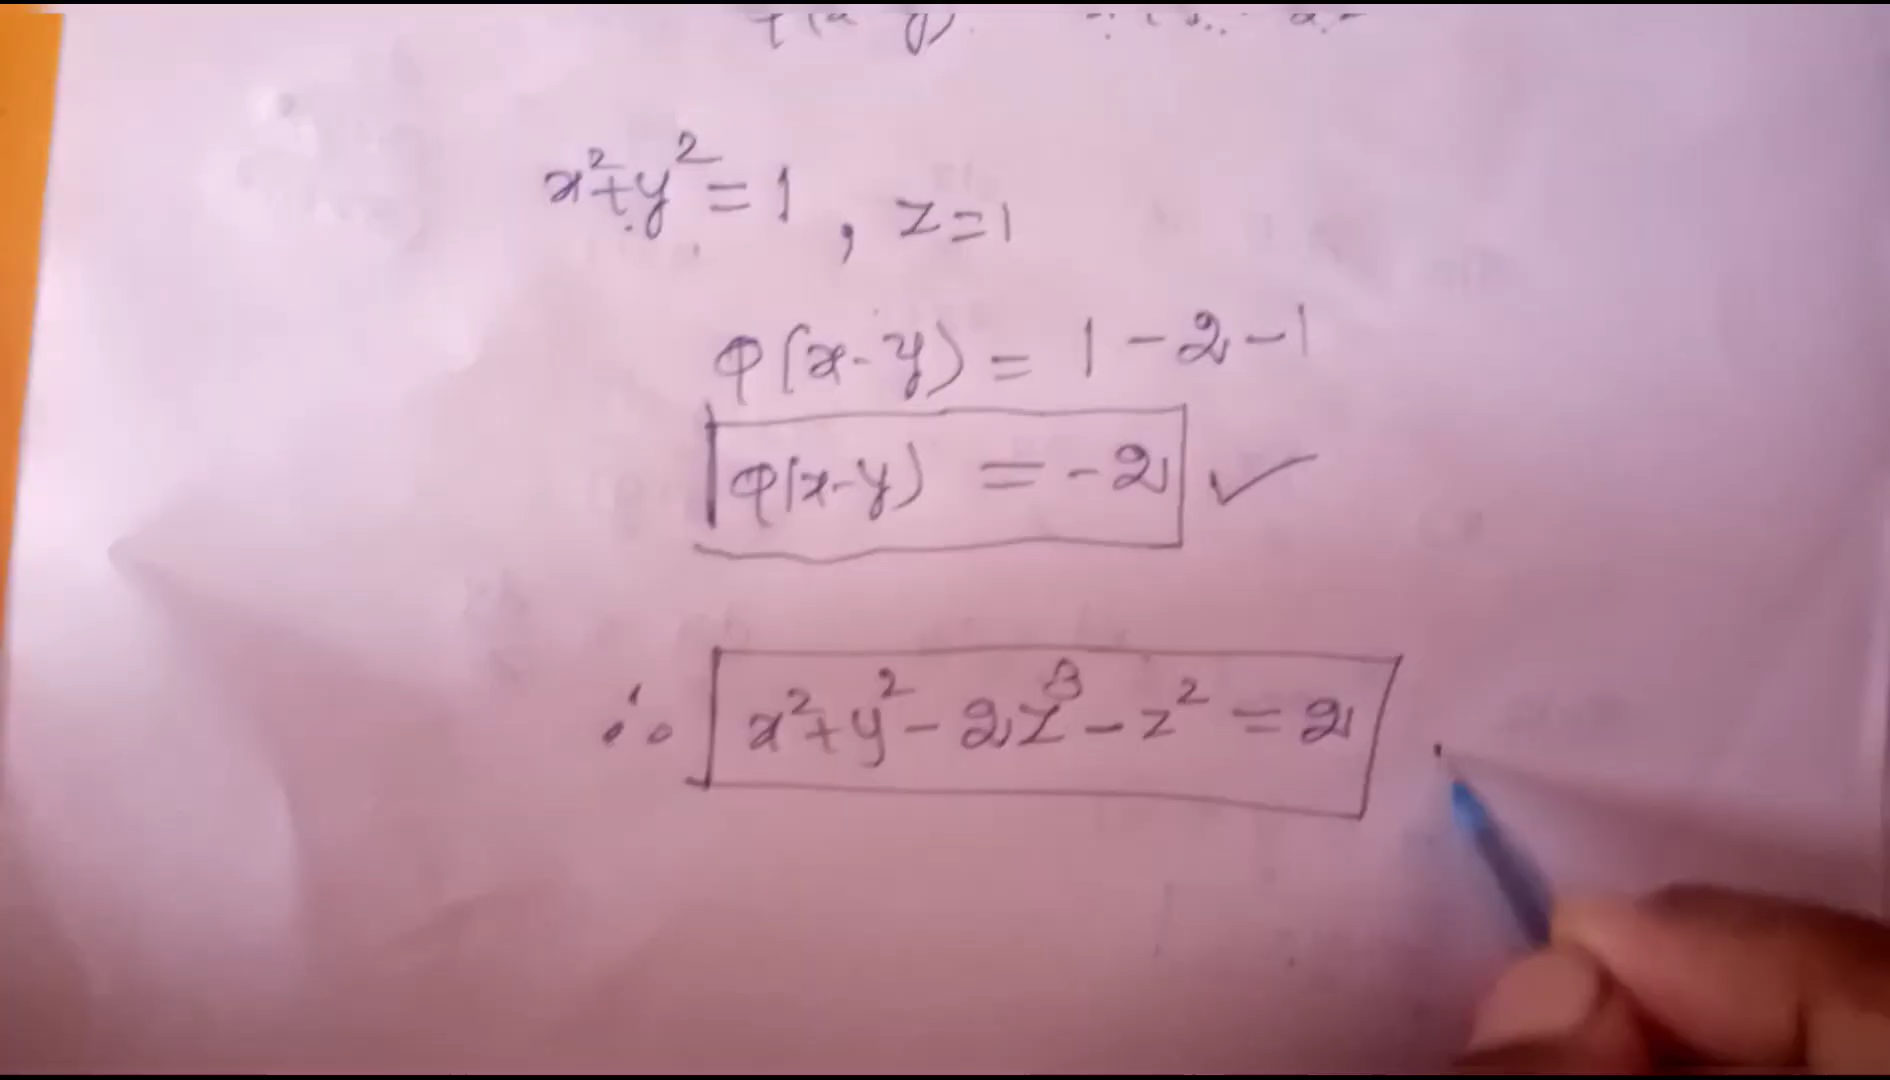 x²+y²=1, z=1
φ(x-y) = 1-2-1
φ(x-y) = -2 ✓
∴ x²+y²-2z³-z² = 2